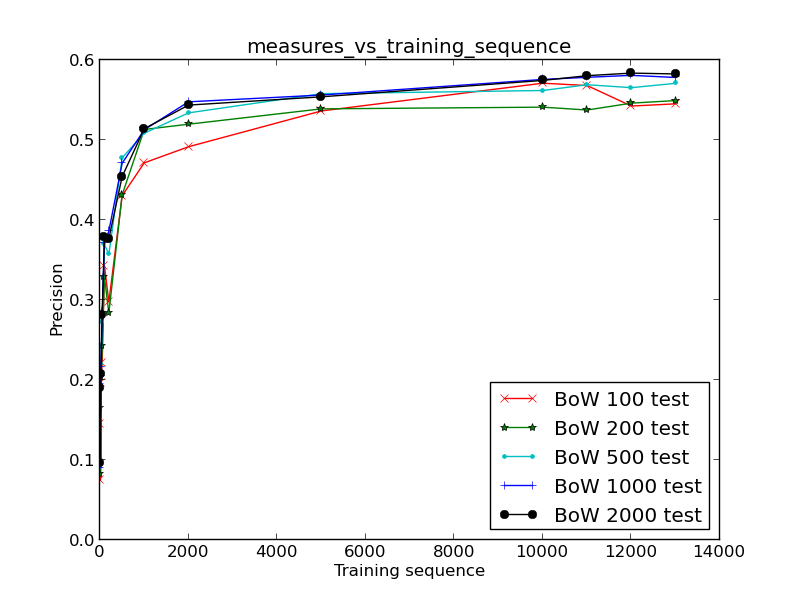 measures_vs_training_sequence
0.6
0.5
0.4
0.3
0.2
0.1
0.0
Precision
0 2000 4000 6000 8000 10000 12000 14000
Training sequence
BoW 100 test
BoW 200 test
BoW 500 test
BoW 1000 test
BoW 2000 test